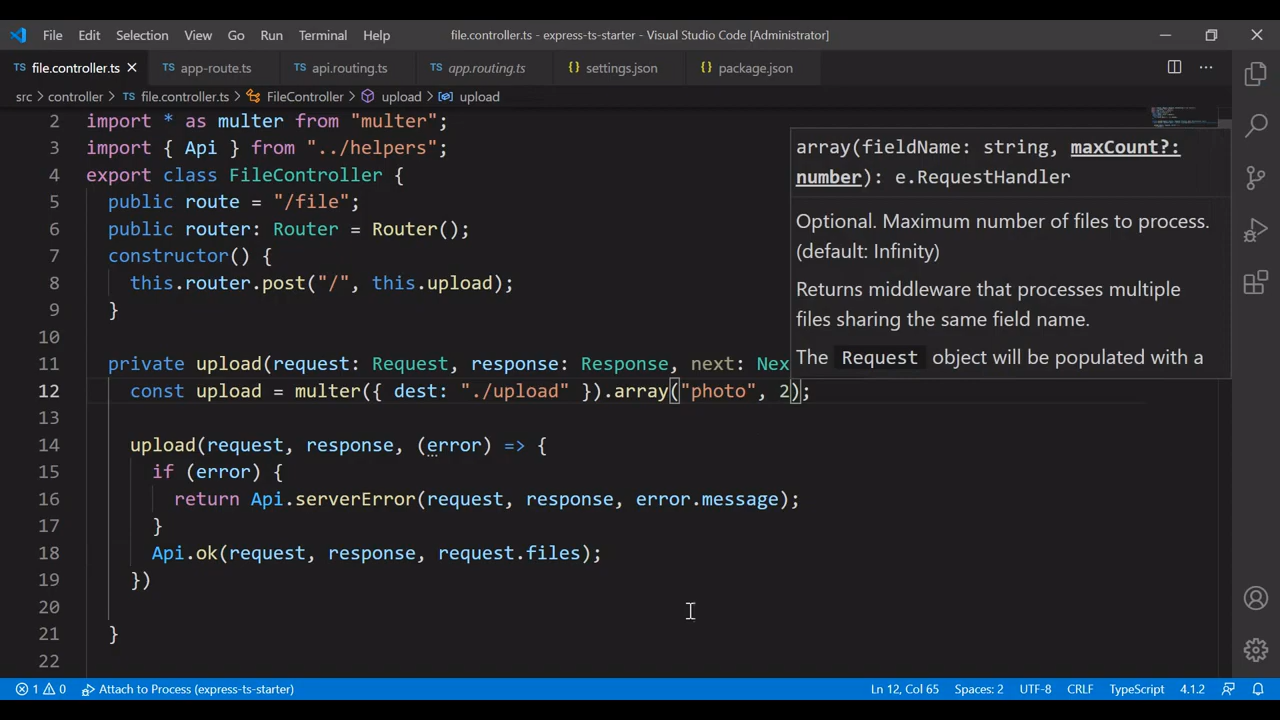 File Edit Selection View Go Run Terminal Help file.controller.ts - express-ts-starter - Visual Studio Code [Administrator]
TS file.controller.ts TS app-route.ts TS api.routing.ts TS app.routing.ts {} settings.json {} package.json
src > controller > TS file.controller.ts > FileController > upload > upload
2 import * as multer from "multer";
3 import { Api } from "../helpers";
4 export class FileController {
5 public route = "/file";
6 public router: Router = Router();
7 constructor() {
8 this.router.post("/", this.upload);
9 }
10
11 private upload(request: Request, response: Response, next: Nex
12 const upload = multer({ dest: "./upload" }).array("photo", 2);
13
14 upload(request, response, (error) => {
15 if (error) {
16 return Api.serverError(request, response, error.message);
17 }
18 Api.ok(request, response, request.files);
19 })
20
21 }
22
array(fieldName: string, maxCount?:
number): e.RequestHandler
Optional. Maximum number of files to process.
(default: Infinity)
Returns middleware that processes multiple
files sharing the same field name.
The Request object will be populated with a
1 0 Attach to Process (express-ts-starter) Ln 12, Col 65 Spaces: 2 UTF-8 CRLF TypeScript 4.1.2